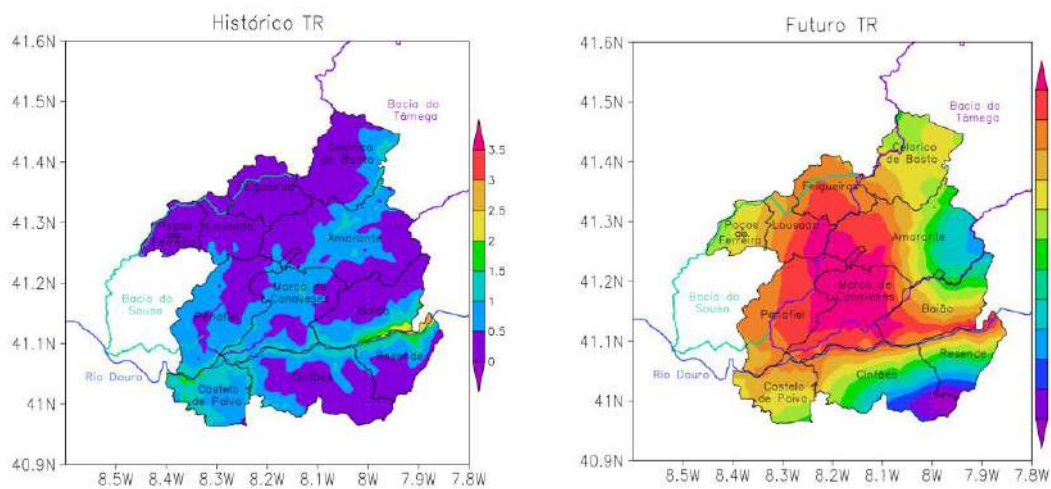 Histórico TR
41.6N
41.5N
41.4N
41.3N
41.2N
41.1N
41N
40.9N
8.5W 8.4W 8.3W 8.2W 8.1W 8W 7.9W 7.8W
Bacia do
Tâmega
Celorico
de Basto
Felgueiras
Paços
de
Ferreira
Lousada
Amarante
Marco de
Canaveses
Bacia do
Sousa
Penafiel
Baião
Resende
Rio Douro
Cinfães
Castelo
de Paiva
3.5
3
2.5
2
1.5
1
0.5
0
Futuro TR
41.6N
41.5N
41.4N
41.3N
41.2N
41.1N
41N
40.9N
8.5W 8.4W 8.3W 8.2W 8.1W 8W 7.9W 7.8W
Bacia do
Tâmega
Celorico
de Basto
Felgueiras
Paços
de
Ferreira
Lousada
Amarante
Marco de
Canaveses
Bacia do
Sousa
Penafiel
Baião
Resende
Rio Douro
Cinfães
Castelo
de Paiva